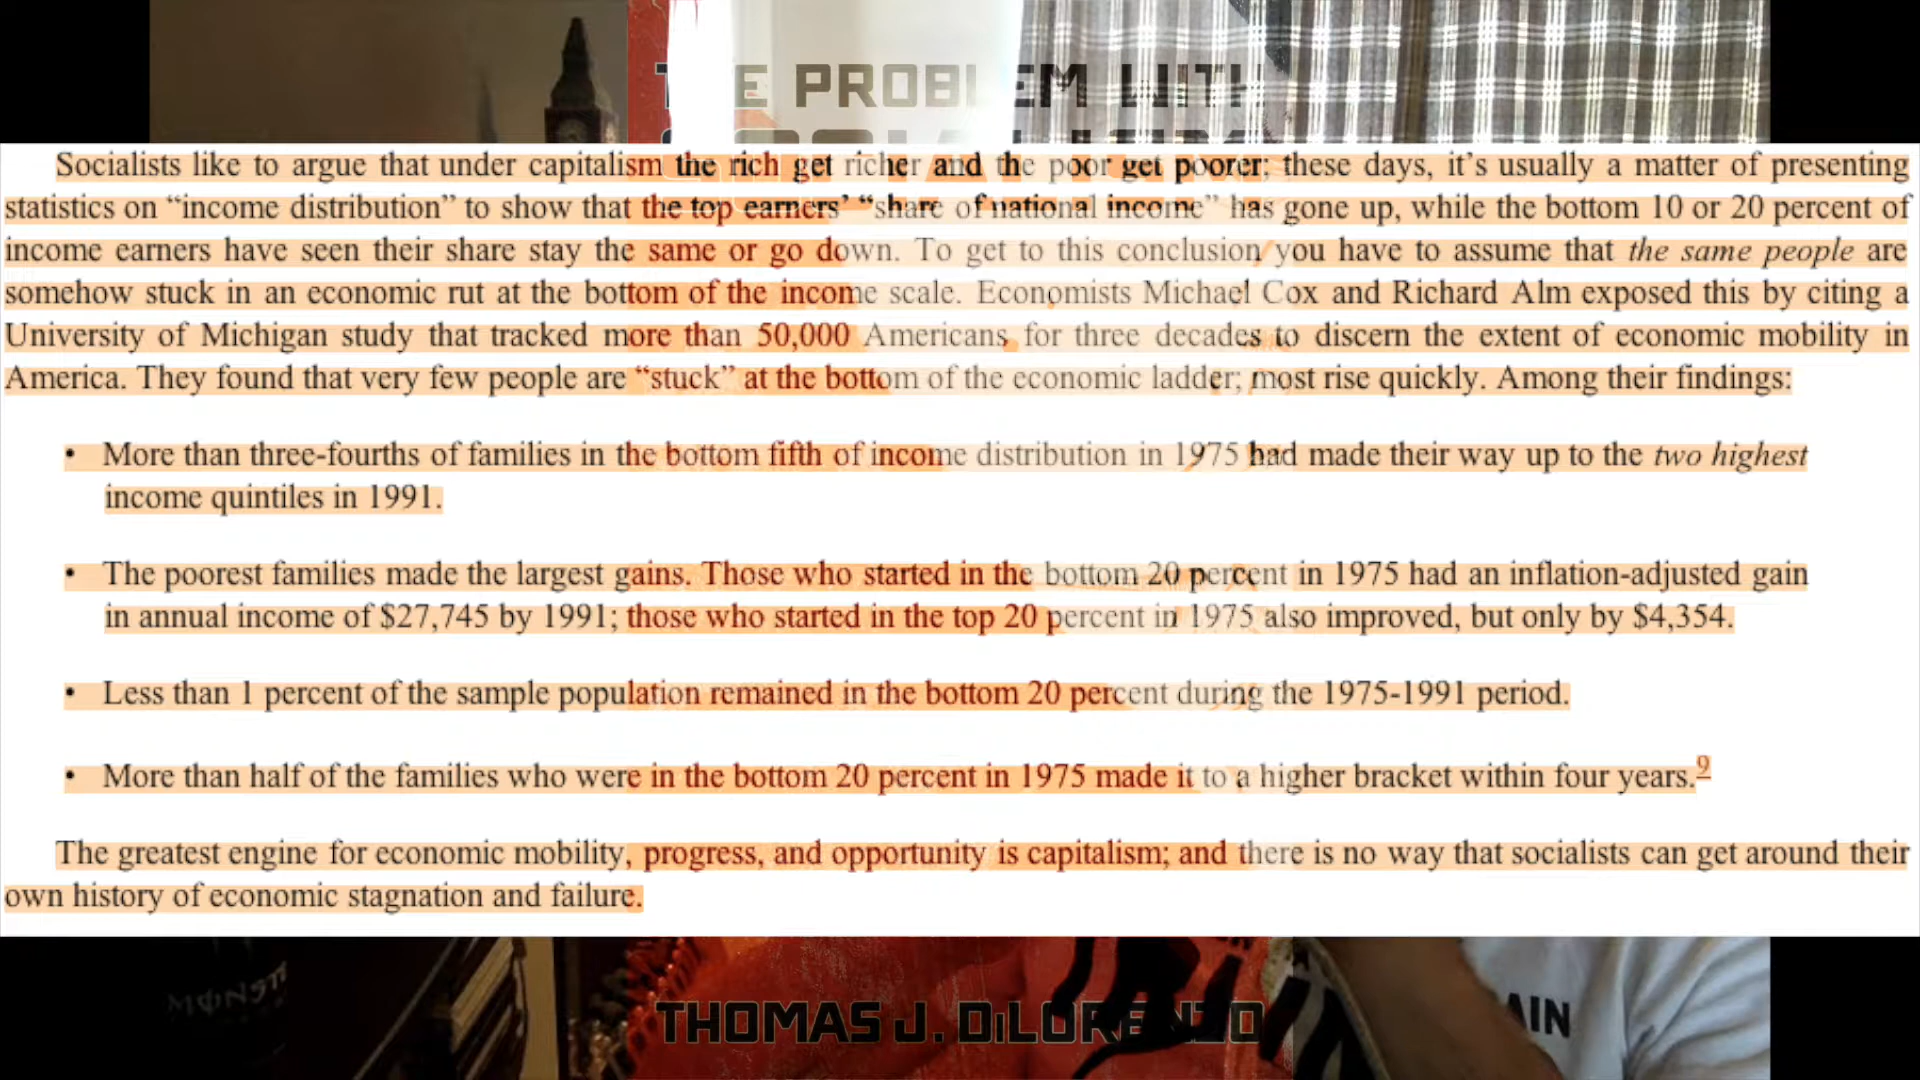 THE PROBLEM WITH
SOCIALISM
Socialists like to argue that under capitalism the rich get richer and the poor get poorer; these days, it’s usually a matter of presenting
statistics on “income distribution” to show that the top earners’ “share of national income” has gone up, while the bottom 10 or 20 percent of
income earners have seen their share stay the same or go down. To get to this conclusion you have to assume that the same people are
somehow stuck in an economic rut at the bottom of the income scale. Economists Michael Cox and Richard Alm exposed this by citing a
University of Michigan study that tracked more than 50,000 Americans for three decades to discern the extent of economic mobility in
America. They found that very few people are “stuck” at the bottom of the economic ladder; most rise quickly. Among their findings:
• More than three-fourths of families in the bottom fifth of income distribution in 1975 had made their way up to the two highest
income quintiles in 1991.
• The poorest families made the largest gains. Those who started in the bottom 20 percent in 1975 had an inflation-adjusted gain
in annual income of $27,745 by 1991; those who started in the top 20 percent in 1975 also improved, but only by $4,354.
• Less than 1 percent of the sample population remained in the bottom 20 percent during the 1975-1991 period.
• More than half of the families who were in the bottom 20 percent in 1975 made it to a higher bracket within four years.9
The greatest engine for economic mobility, progress, and opportunity is capitalism; and there is no way that socialists can get around their
own history of economic stagnation and failure.
THOMAS J. DiLORENZO